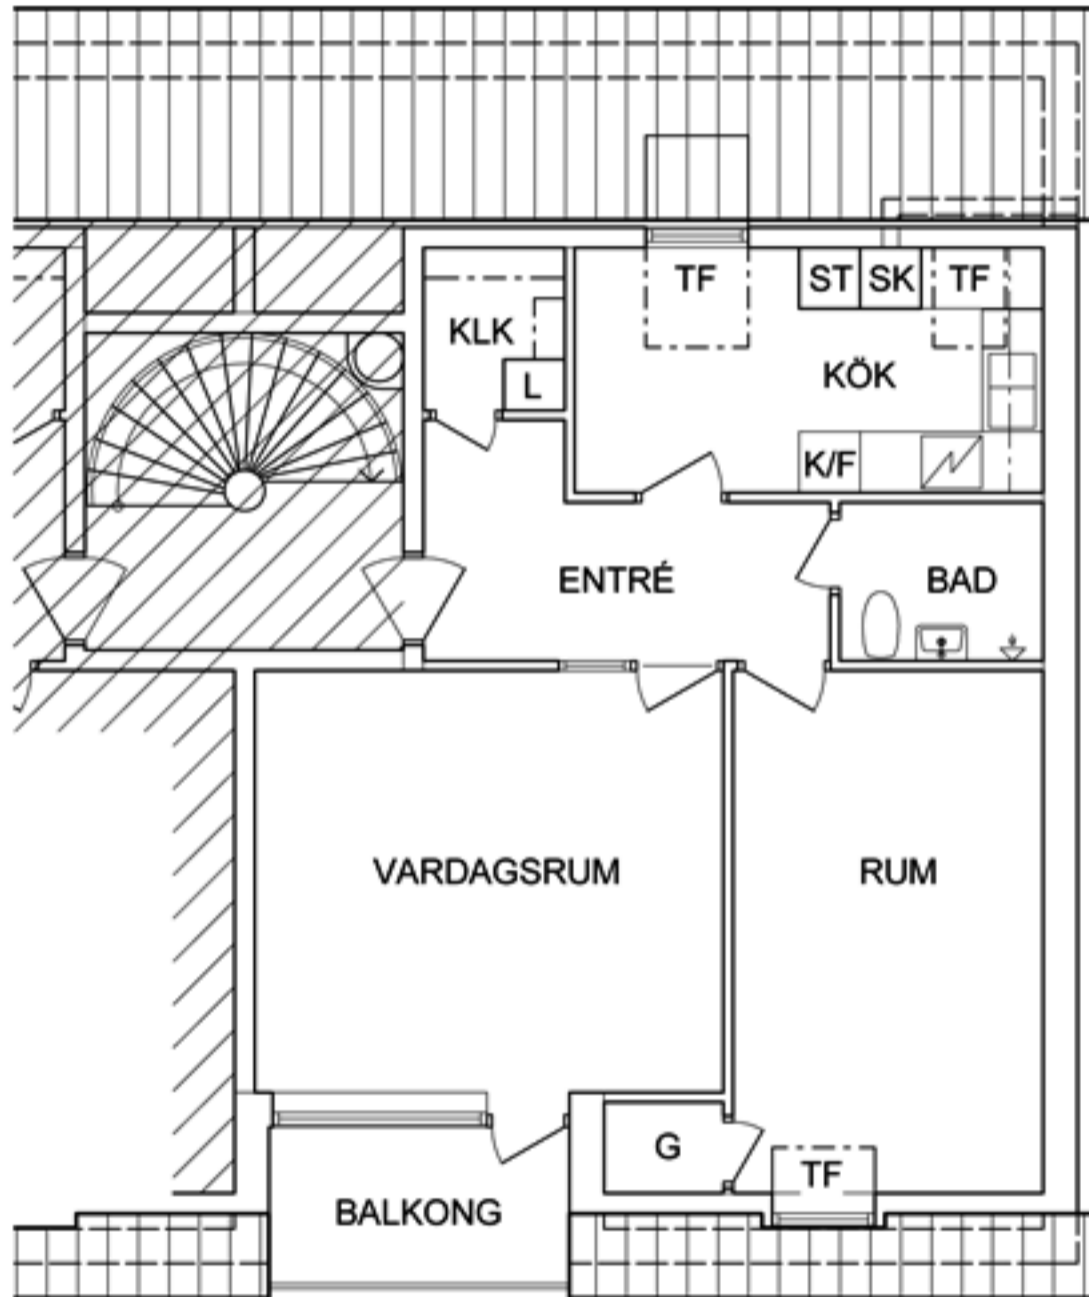 TF
ST
SK
TF
KLK
L
KÖK
K/F
ENTRÉ
BAD
VARDAGSRUM
RUM
G
TF
BALKONG